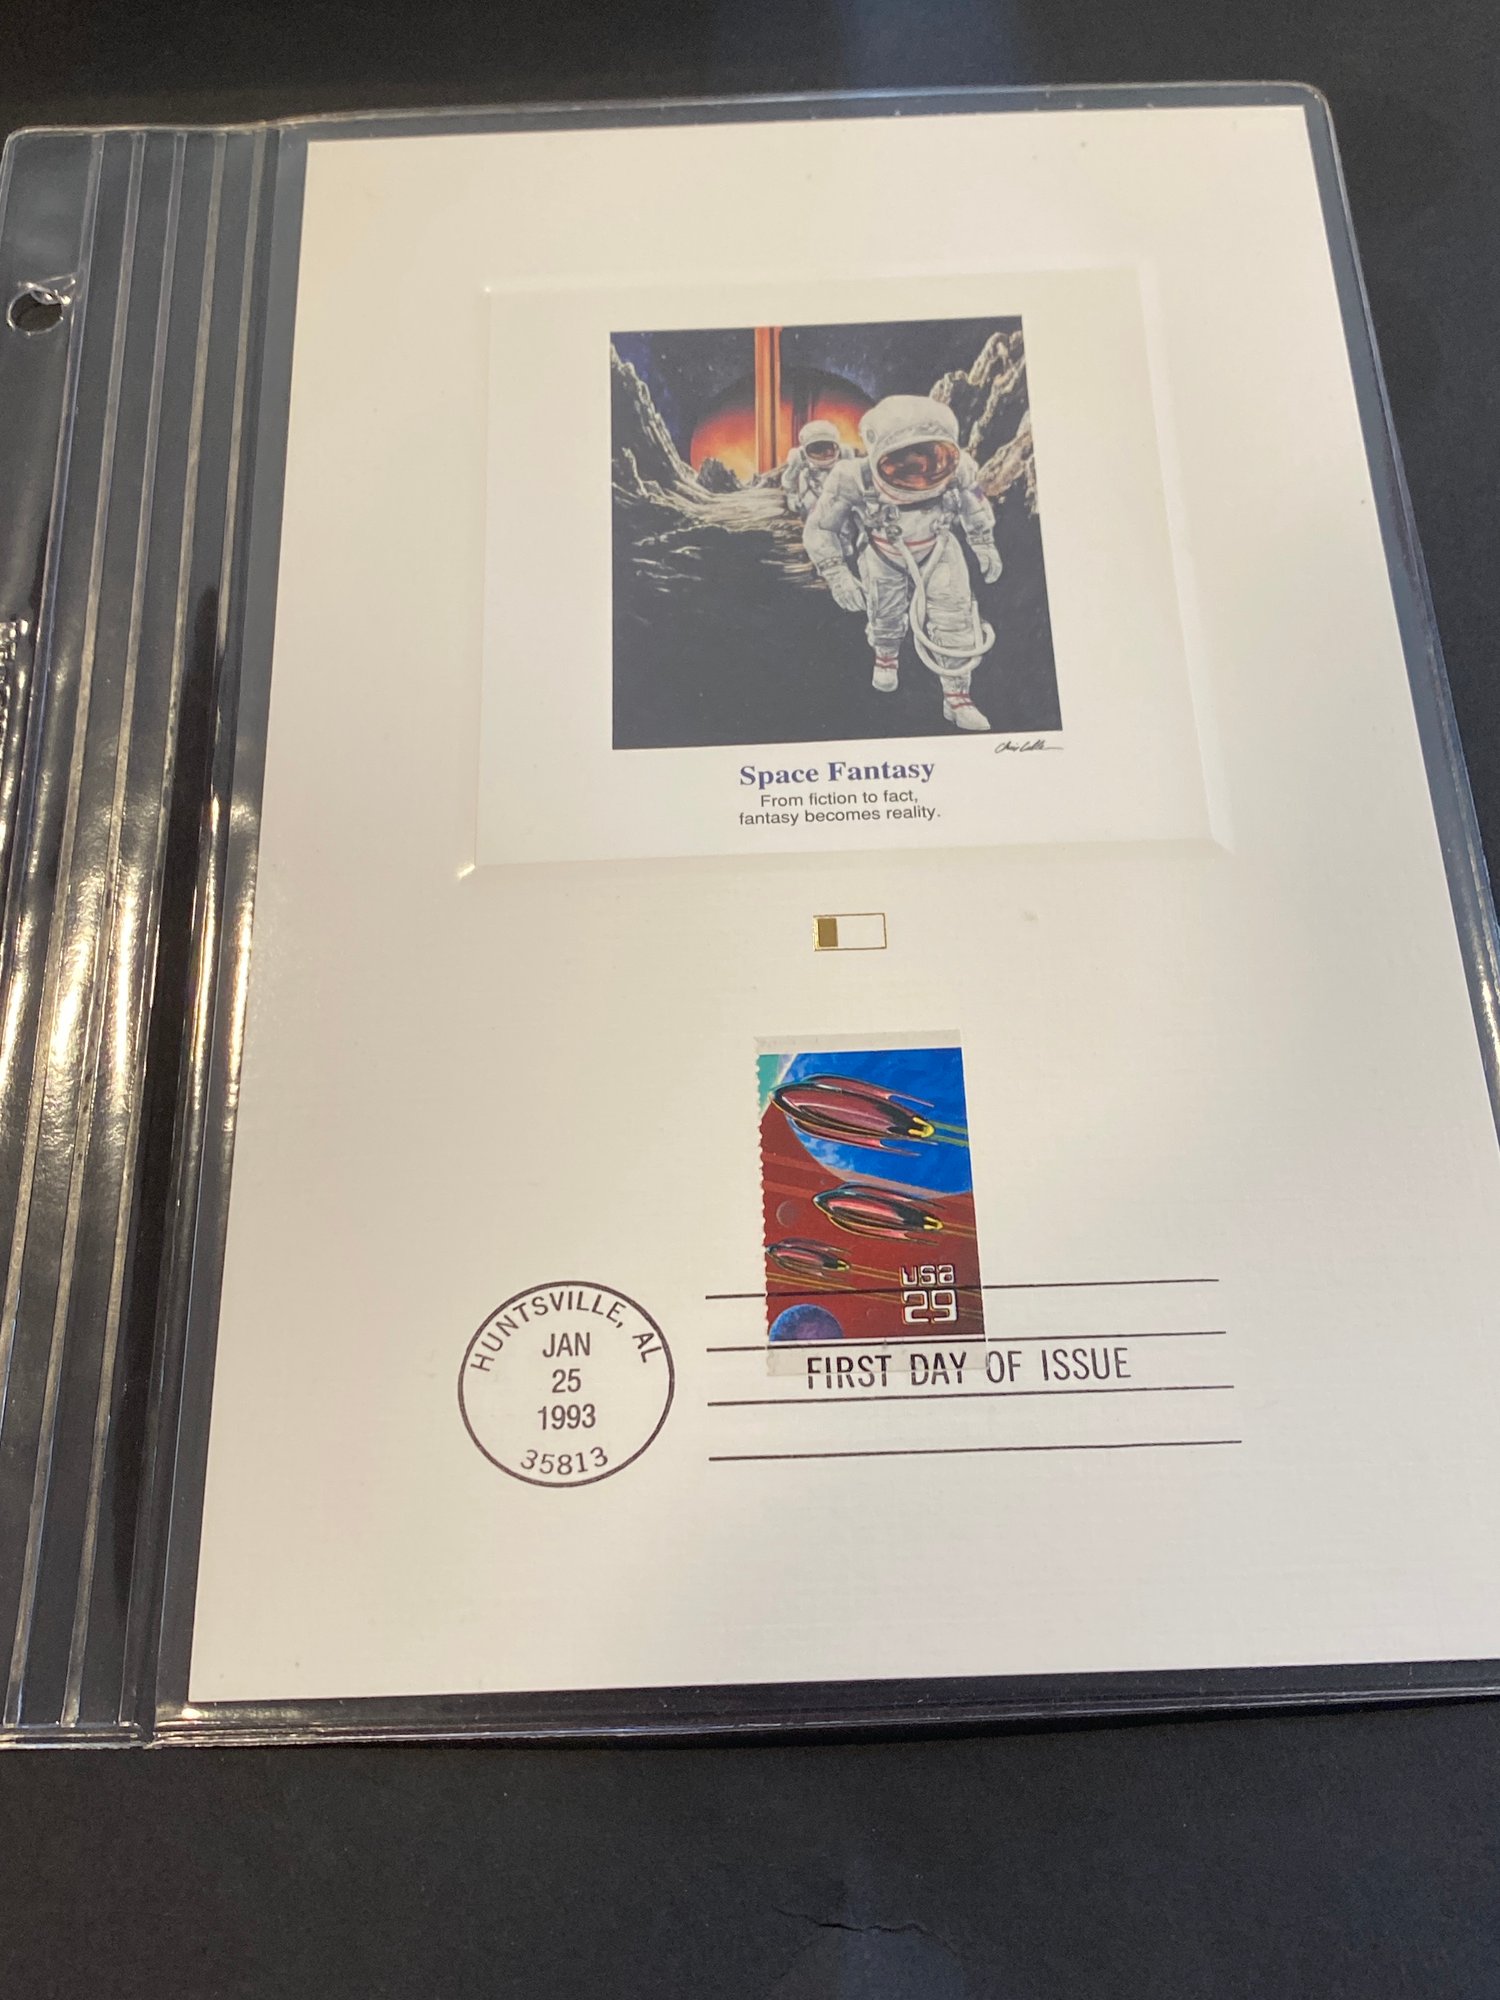 Space Fantasy
From fiction to fact,
fantasy becomes reality.
USA
29
HUNTSVILLE, AL
JAN
25
1993
35813
FIRST DAY OF ISSUE